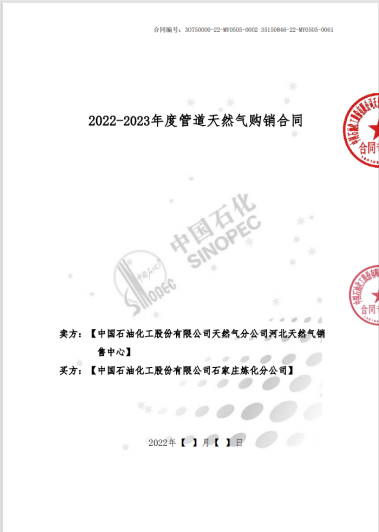 合同编号：30T50000-22-MY0505-0002 35150846-22-MY0505-0061
2022-2023年度管道天然气购销合同
合同专
中国石化
SINOPEC
SINOPEC
卖方：【中国石油化工股份有限公司天然气分公司河北天然气销
售中心】
买方：【中国石油化工股份有限公司石家庄炼化分公司】
合同
2022年【 】月【 】日